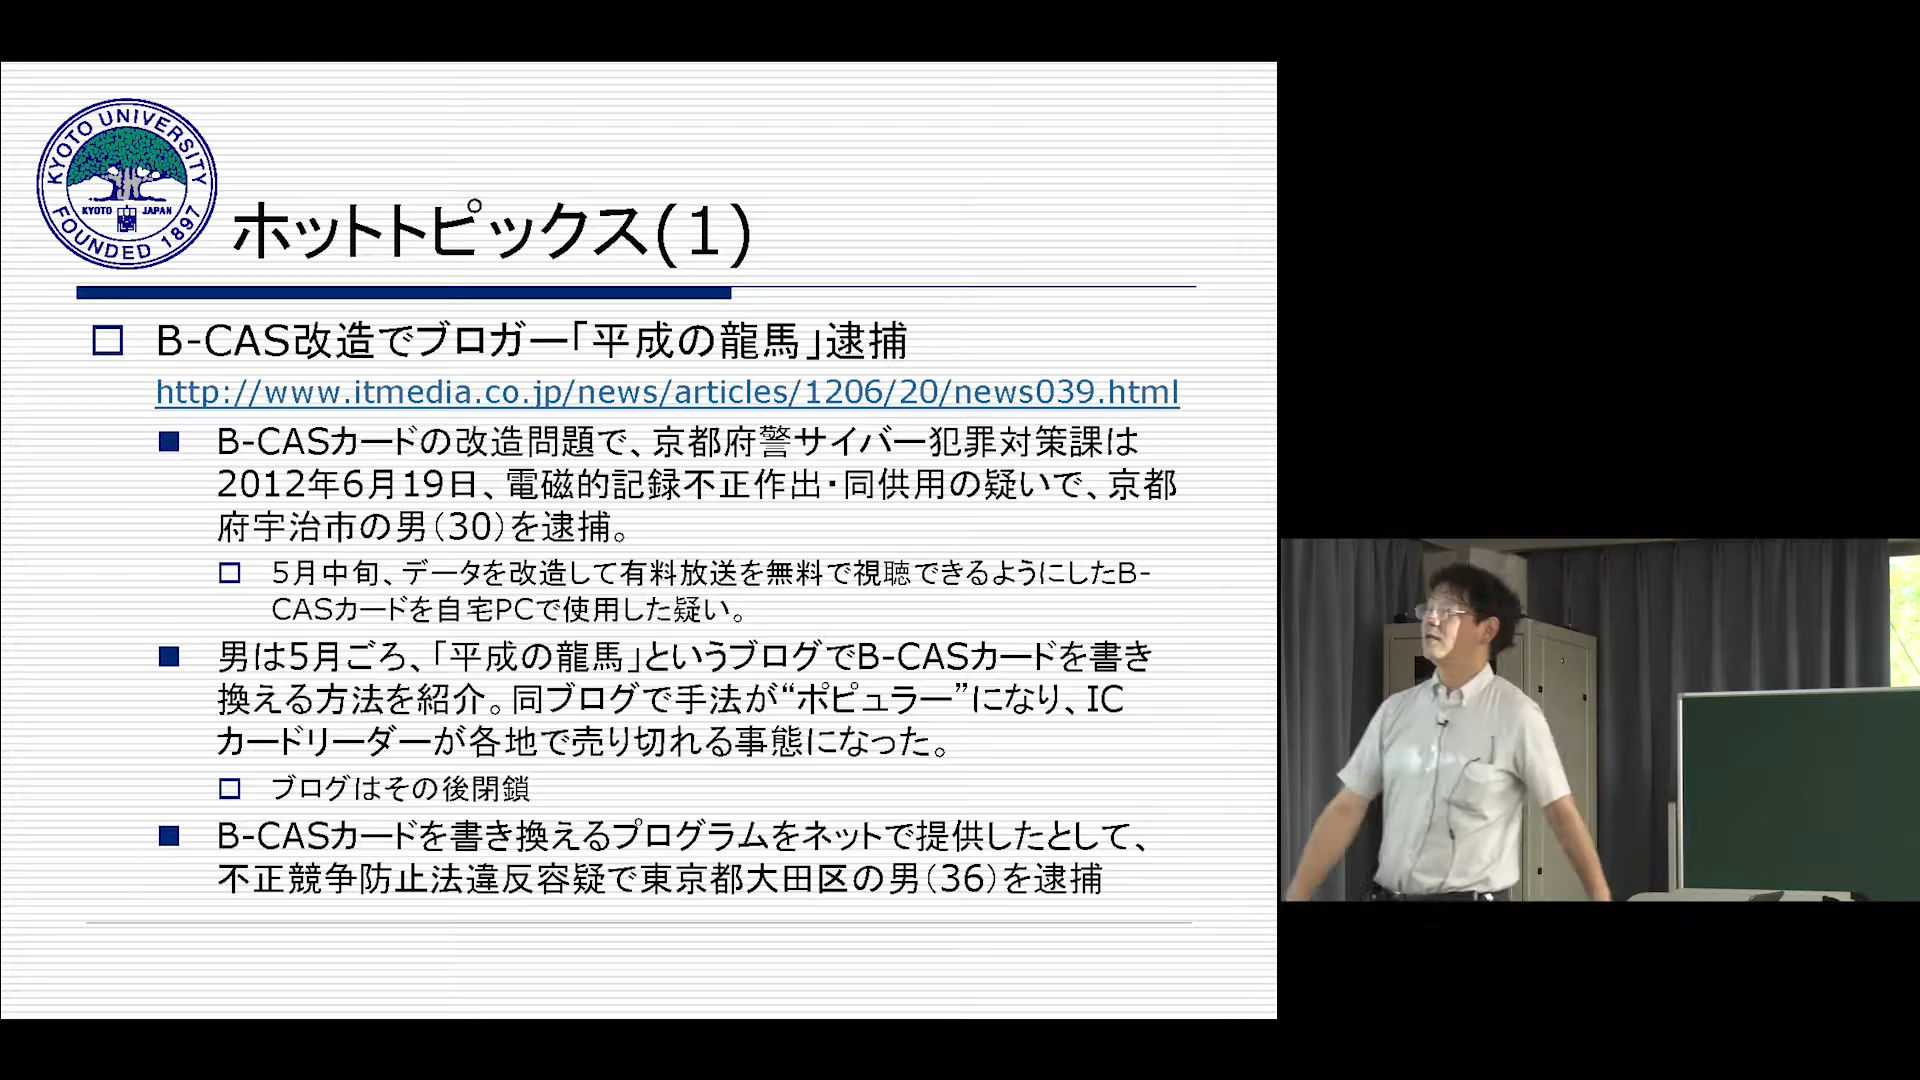 KYOTO UNIVERSITY
KYOTO JAPAN
FOUNDED 1897
ホットトピックス(1)
B-CAS改造でブロガー「平成の龍馬」逮捕
http://www.itmedia.co.jp/news/articles/1206/20/news039.html
B-CASカードの改造問題で、京都府警サイバー犯罪対策課は
2012年6月19日、電磁的記録不正作出・同供用の疑いで、京都
府宇治市の男（30）を逮捕。
5月中旬、データを改造して有料放送を無料で視聴できるようにしたB-
CASカードを自宅PCで使用した疑い。
男は5月ごろ、「平成の龍馬」というブログでB-CASカードを書き
換える方法を紹介。同ブログで手法が“ポピュラー”になり、IC
カードリーダーが各地で売り切れる事態になった。
ブログはその後閉鎖
B-CASカードを書き換えるプログラムをネットで提供したとして、
不正競争防止法違反容疑で東京都大田区の男（36）を逮捕